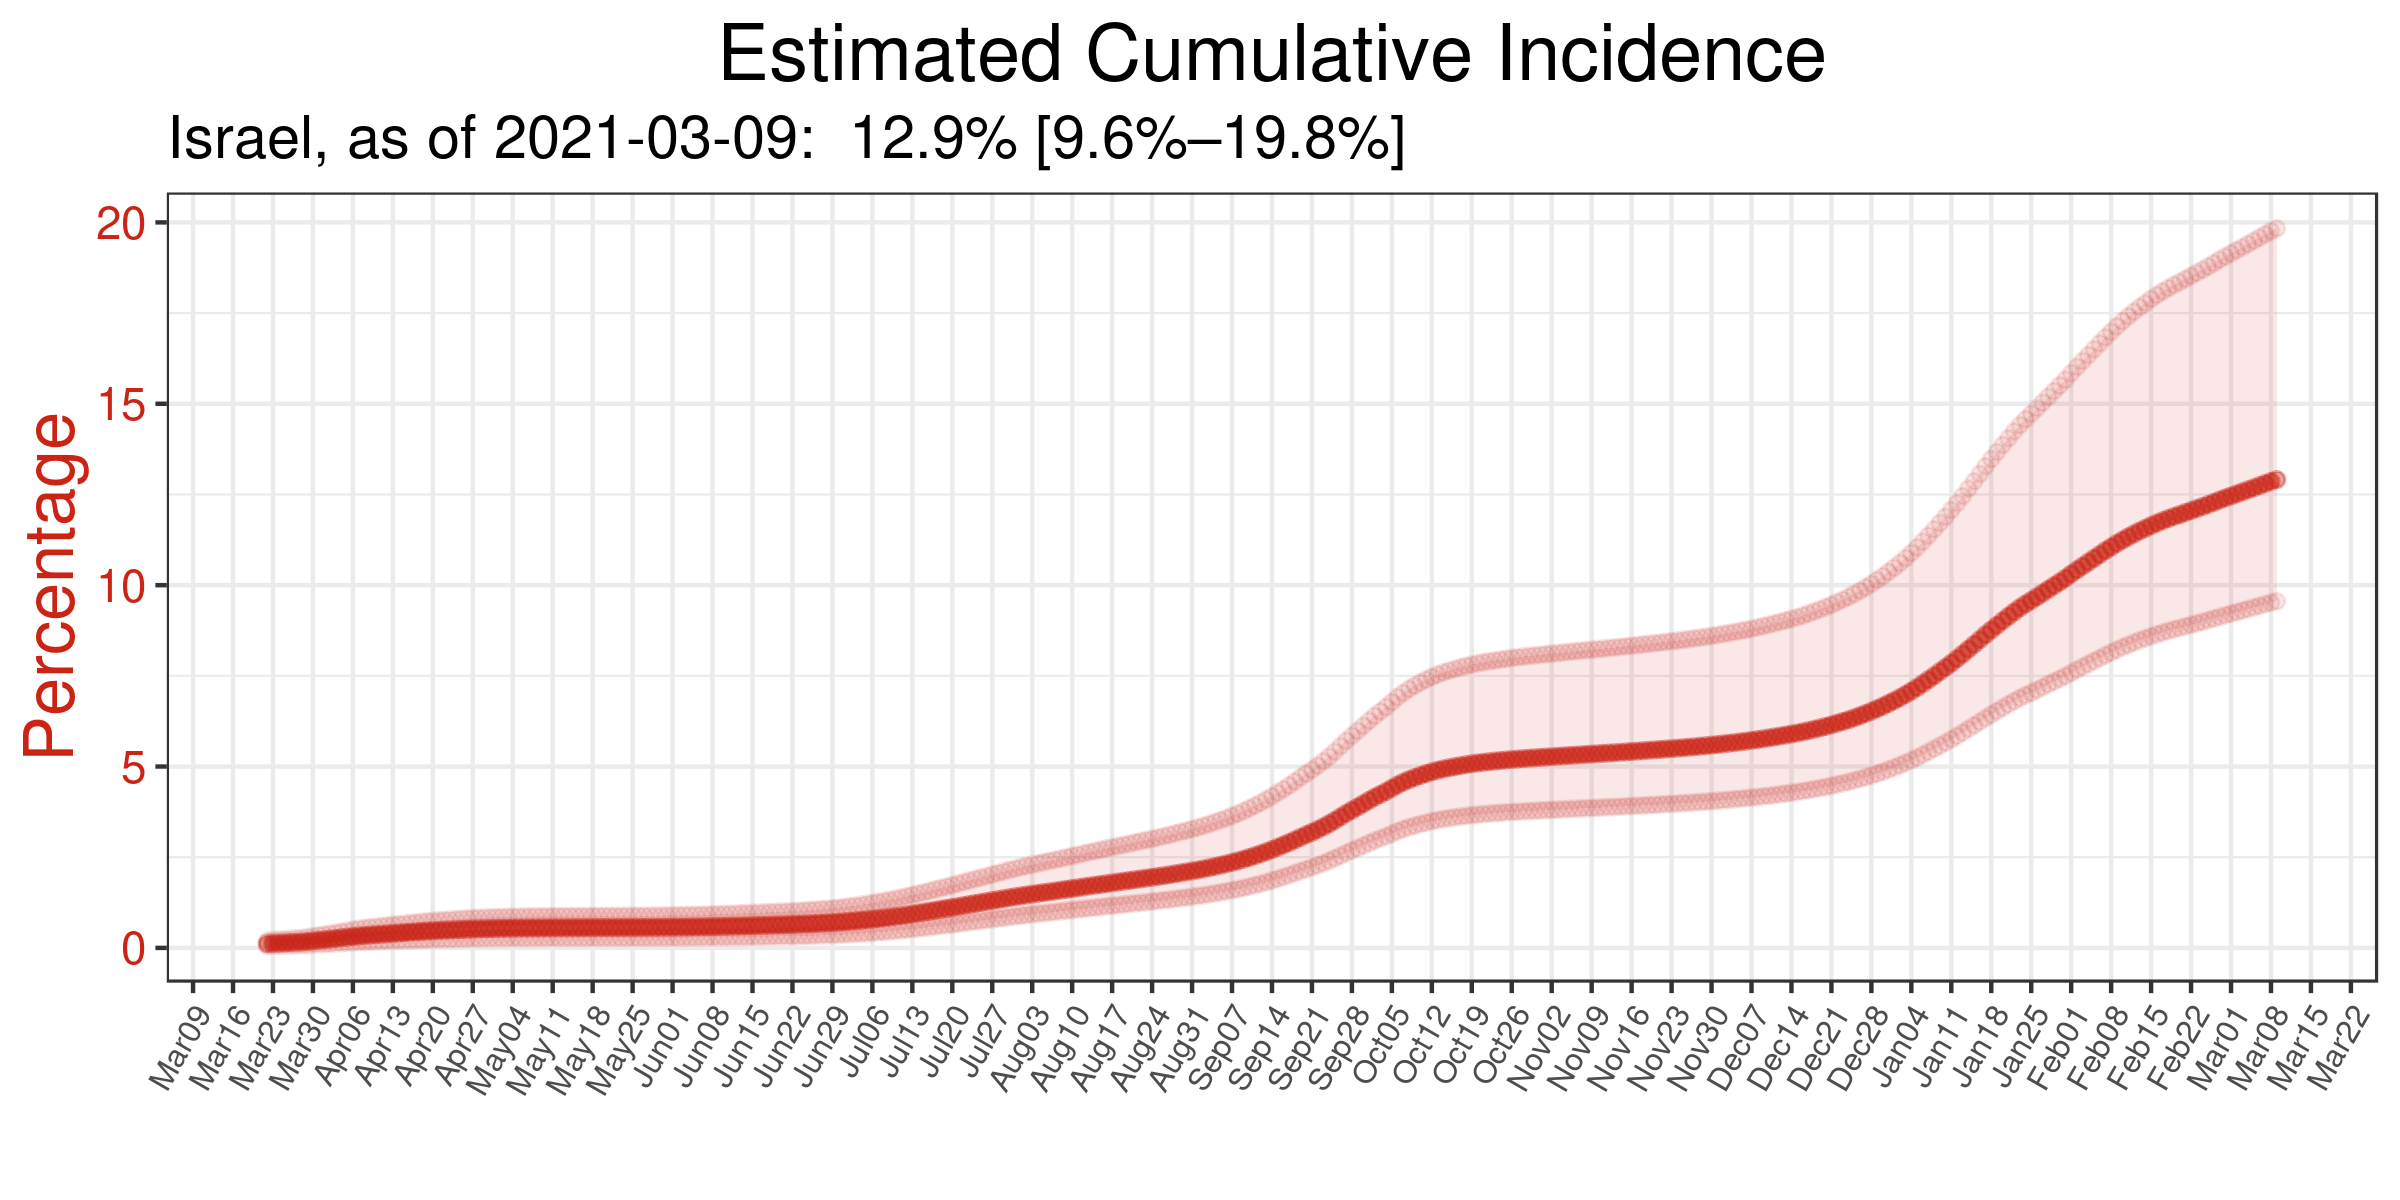 Estimated Cumulative Incidence
Israel, as of 2021-03-09:  12.9% [9.6%–19.8%]
Percentage
20
15
10
5
0
Mar09
Mar16
Mar23
Mar30
Apr06
Apr13
Apr20
Apr27
May04
May11
May18
May25
Jun01
Jun08
Jun15
Jun22
Jun29
Jul06
Jul13
Jul20
Jul27
Aug03
Aug10
Aug17
Aug24
Aug31
Sep07
Sep14
Sep21
Sep28
Oct05
Oct12
Oct19
Oct26
Nov02
Nov09
Nov16
Nov23
Nov30
Dec07
Dec14
Dec21
Dec28
Jan04
Jan11
Jan18
Jan25
Feb01
Feb08
Feb15
Feb22
Mar01
Mar08
Mar15
Mar22